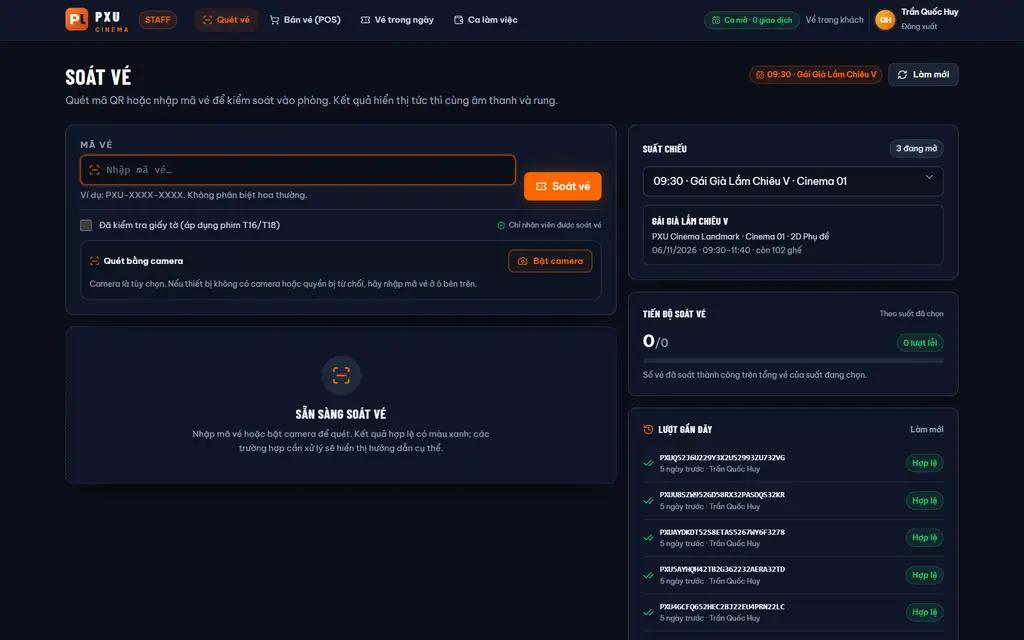 PXU
CINEMA
STAFF
Quét vé
Bán vé (POS)
Vé trong ngày
Ca làm việc
Ca mở · 0 giao dịch
Về trang khách
QH
Trần Quốc Huy
Đăng xuất
SOÁT VÉ
Quét mã QR hoặc nhập mã vé để kiểm soát vào phòng. Kết quả hiển thị tức thì cùng âm thanh và rung.
09:30 · Gái Già Lắm Chiêu V
Làm mới
MÃ VÉ
Nhập mã vé…
Soát vé
Ví dụ: PXU-XXXX-XXXX. Không phân biệt hoa thường.
Đã kiểm tra giấy tờ (áp dụng phim T16/T18)
Chỉ nhân viên được soát vé
Quét bằng camera
Bật camera
Camera là tùy chọn. Nếu thiết bị không có camera hoặc quyền bị từ chối, hãy nhập mã vé ở ô bên trên.
SẴN SÀNG SOÁT VÉ
Nhập mã vé hoặc bật camera để quét. Kết quả hợp lệ có màu xanh; các
trường hợp cần xử lý sẽ hiển thị hướng dẫn cụ thể.
SUẤT CHIẾU
3 đang mở
09:30 · Gái Già Lắm Chiêu V · Cinema 01
GÁI GIÀ LẮM CHIÊU V
PXU Cinema Landmark · Cinema 01 · 2D Phụ đề
06/11/2026 · 09:30–11:40 · còn 102 ghế
TIẾN ĐỘ SOÁT VÉ
Theo suất đã chọn
0/0
0 lượt lỗi
Số vé đã soát thành công trên tổng vé của suất đang chọn.
LƯỢT GẦN ĐÂY
Làm mới
PXUQ52J6U229Y3X2U52993ZU732VG
5 ngày trước · Trần Quốc Huy
Hợp lệ
PXUU8SZW952GD58RX32PASDQS32KR
5 ngày trước · Trần Quốc Huy
Hợp lệ
PXUAYDKDT52S8ETAS5267WY6F3278
5 ngày trước · Trần Quốc Huy
Hợp lệ
PXU5AYHQH42TB2G362232AERA32TD
5 ngày trước · Trần Quốc Huy
Hợp lệ
PXU4GCFQ652HEC2BJ22EU4PRN22LC
5 ngày trước · Trần Quốc Huy
Hợp lệ